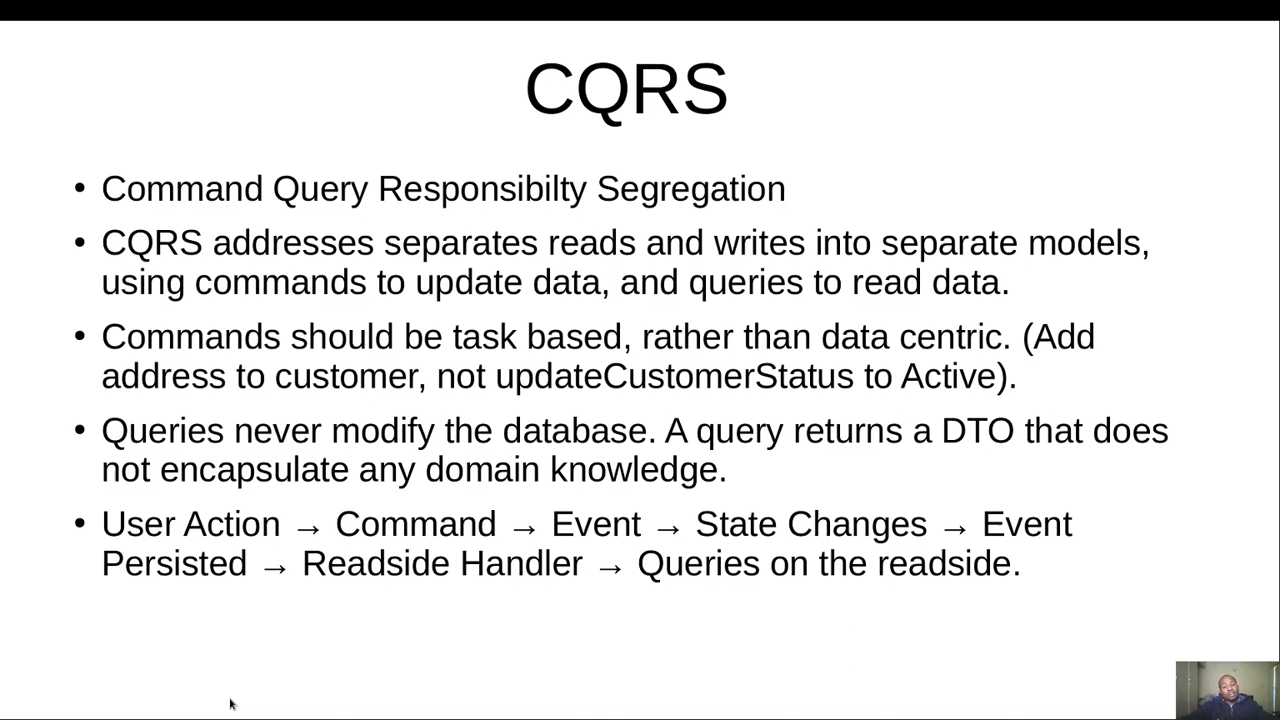 CQRS
• Command Query Responsibilty Segregation
• CQRS addresses separates reads and writes into separate models,
using commands to update data, and queries to read data.
• Commands should be task based, rather than data centric. (Add
address to customer, not updateCustomerStatus to Active).
• Queries never modify the database. A query returns a DTO that does
not encapsulate any domain knowledge.
• User Action → Command → Event → State Changes → Event
Persisted → Readside Handler → Queries on the readside.